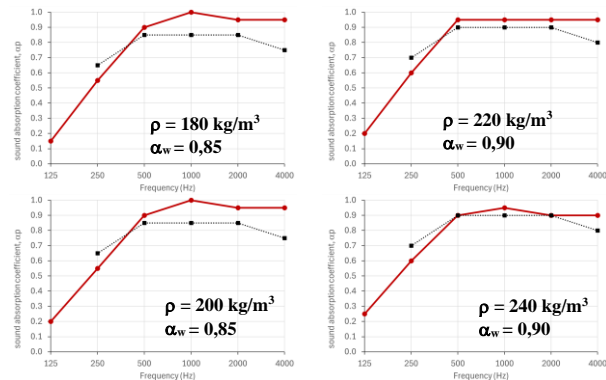 sound absorption coefficient, αp
1.0
0.9
0.8
0.7
0.6
0.5
0.4
0.3
0.2
0.1
0.0
125 250 500 1000 2000 4000
Frequency (Hz)
ρ = 180 kg/m³
αw = 0,85
sound absorption coefficient, αp
1.0
0.9
0.8
0.7
0.6
0.5
0.4
0.3
0.2
0.1
0.0
125 250 500 1000 2000 4000
Frequency (Hz)
ρ = 220 kg/m³
αw = 0,90
sound absorption coefficient, αp
1.0
0.9
0.8
0.7
0.6
0.5
0.4
0.3
0.2
0.1
0.0
125 250 500 1000 2000 4000
Frequency (Hz)
ρ = 200 kg/m³
αw = 0,85
sound absorption coefficient, αp
1.0
0.9
0.8
0.7
0.6
0.5
0.4
0.3
0.2
0.1
0.0
125 250 500 1000 2000 4000
Frequency (Hz)
ρ = 240 kg/m³
αw = 0,90